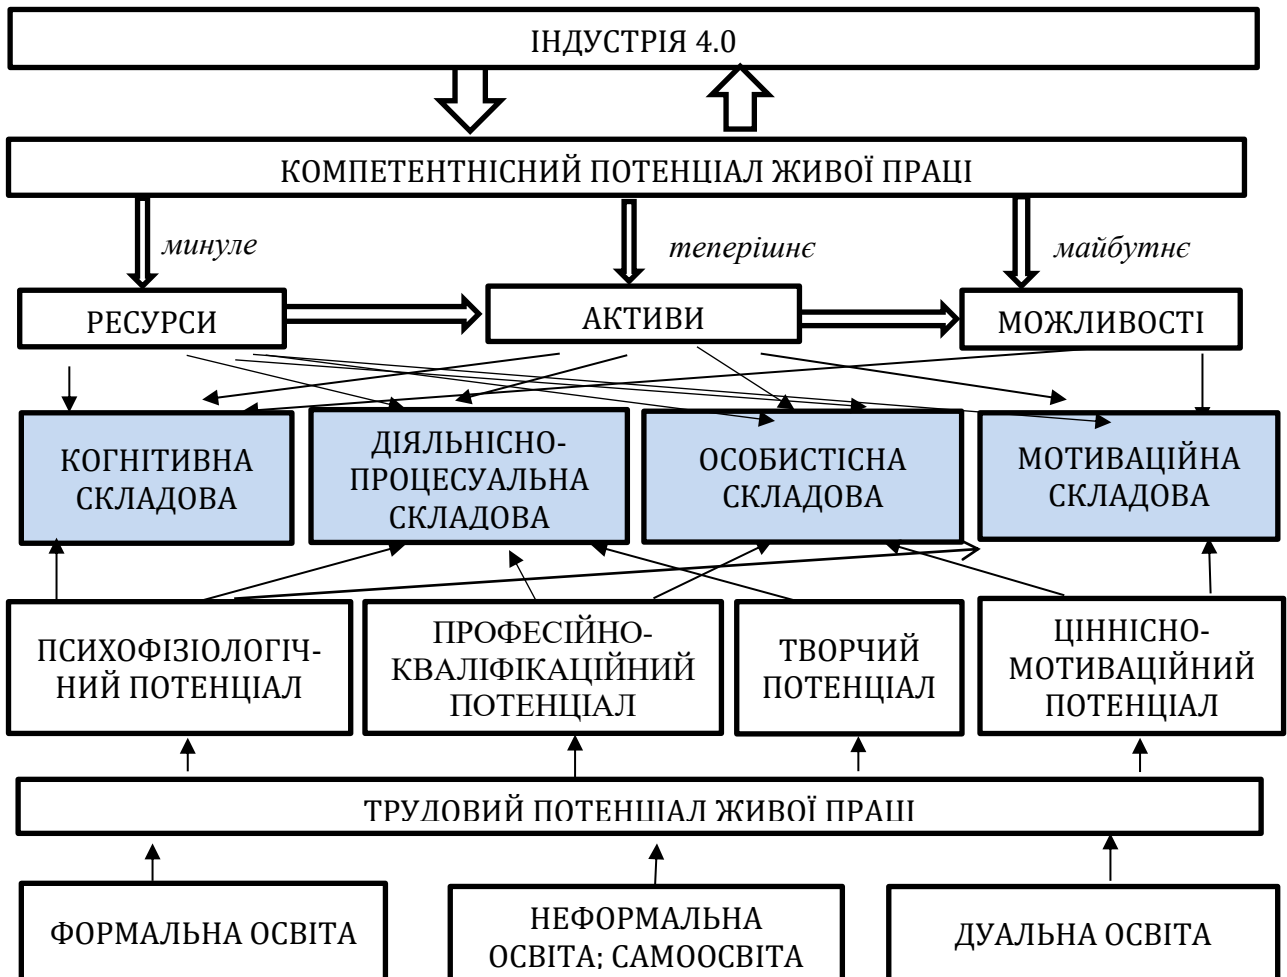 ІНДУСТРІЯ 4.0
КОМПЕТЕНТНІСНИЙ ПОТЕНЦІАЛ ЖИВОЇ ПРАЦІ
минуле
теперішнє
майбутнє
РЕСУРСИ
АКТИВИ
МОЖЛИВОСТІ
КОГНІТИВНА
СКЛАДОВА
ДІЯЛЬНІСНО-
ПРОЦЕСУАЛЬНА
СКЛАДОВА
ОСОБИСТІСНА
СКЛАДОВА
МОТИВАЦІЙНА
СКЛАДОВА
ПСИХОФІЗІОЛОГІЧ-
НИЙ ПОТЕНЦІАЛ
ПРОФЕСІЙНО-
КВАЛІФІКАЦІЙНИЙ
ПОТЕНЦІАЛ
ТВОРЧИЙ
ПОТЕНЦІАЛ
ЦІННІСНО-
МОТИВАЦІЙНИЙ
ПОТЕНЦІАЛ
ТРУДОВИЙ ПОТЕНЦІАЛ ЖИВОЇ ПРАЦІ
ФОРМАЛЬНА ОСВІТА
НЕФОРМАЛЬНА
ОСВІТА; САМООСВІТА
ДУАЛЬНА ОСВІТА